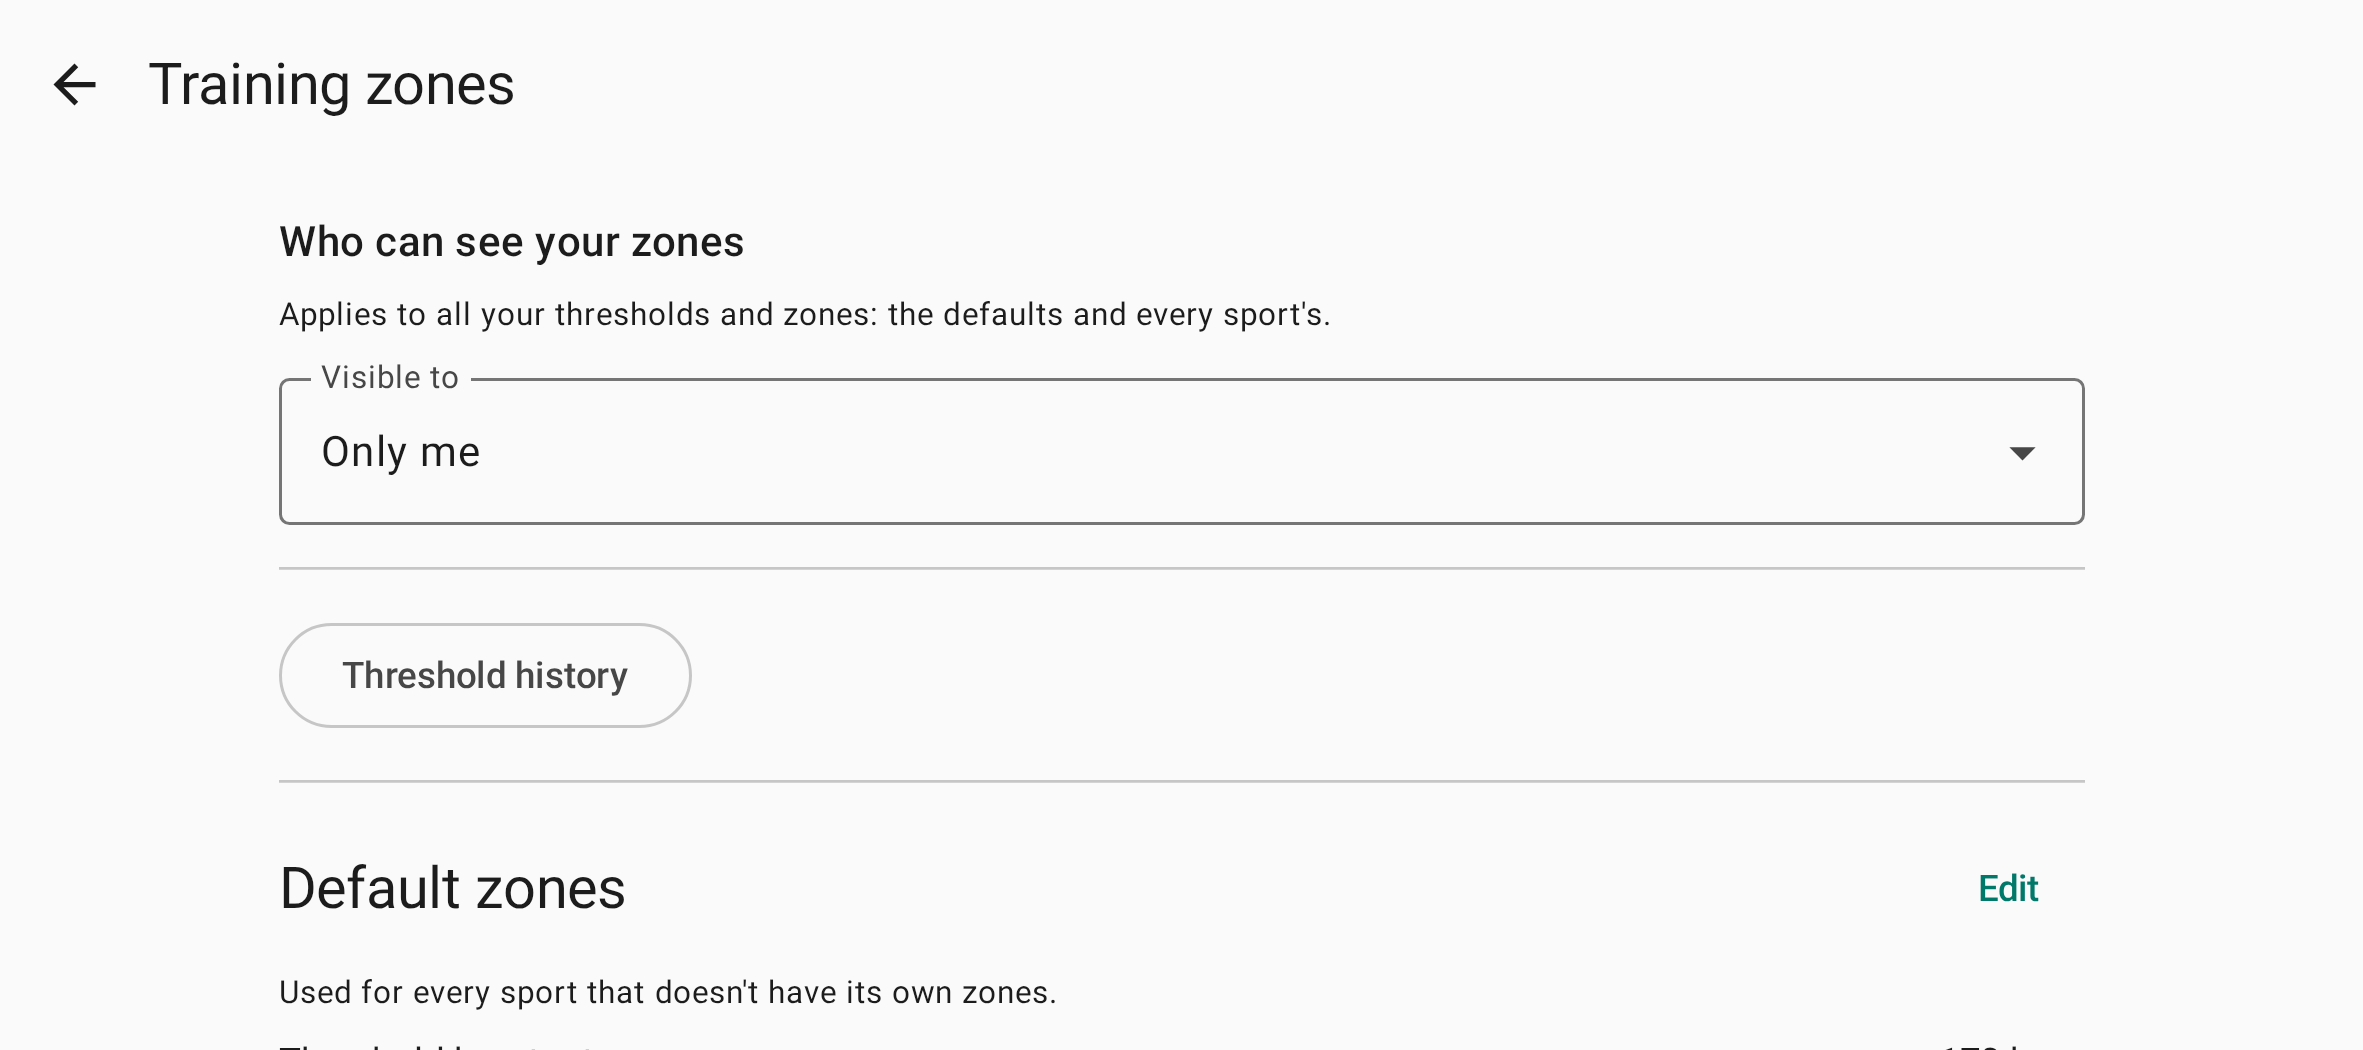 Training zones
Who can see your zones
Applies to all your thresholds and zones: the defaults and every sport's.
Visible to
Only me
Threshold history
Default zones
Edit
Used for every sport that doesn't have its own zones.